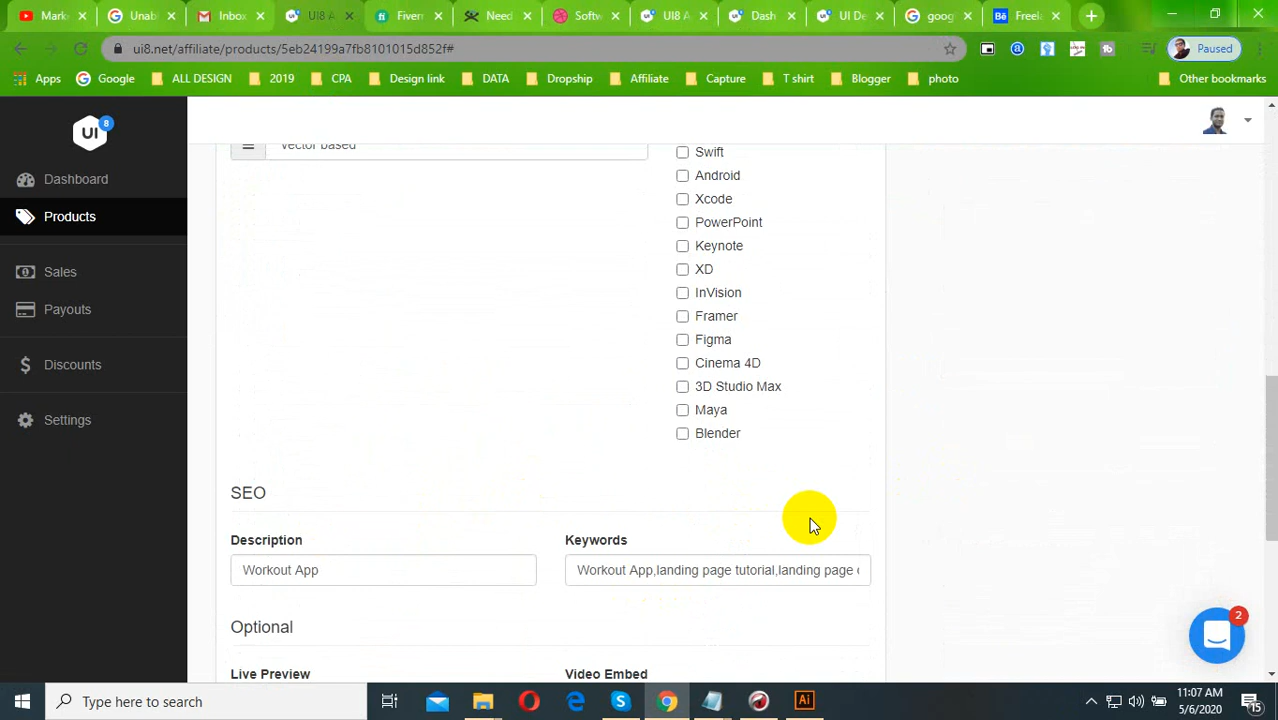 Mark
Unab
Inbox
UI8 A
Fiverr
Need
Softw
UI8 A
Dash
UI De
goog
Bē Freela
ui8.net/affiliate/products/5eb24199a7fb8101015d852f#
Paused
Apps
Google
ALL DESIGN
2019
CPA
Design link
DATA
Dropship
Affiliate
Capture
T shirt
Blogger
photo
Other bookmarks
UI 8
Dashboard
Products
Sales
Payouts
Discounts
Settings
Vector based
Swift
Android
Xcode
PowerPoint
Keynote
XD
InVision
Framer
Figma
Cinema 4D
3D Studio Max
Maya
Blender
SEO
Description
Keywords
Workout App
Workout App,landing page tutorial,landing page
Optional
Live Preview
Video Embed
2
Type here to search
Ai
11:07 AM
5/6/2020
15